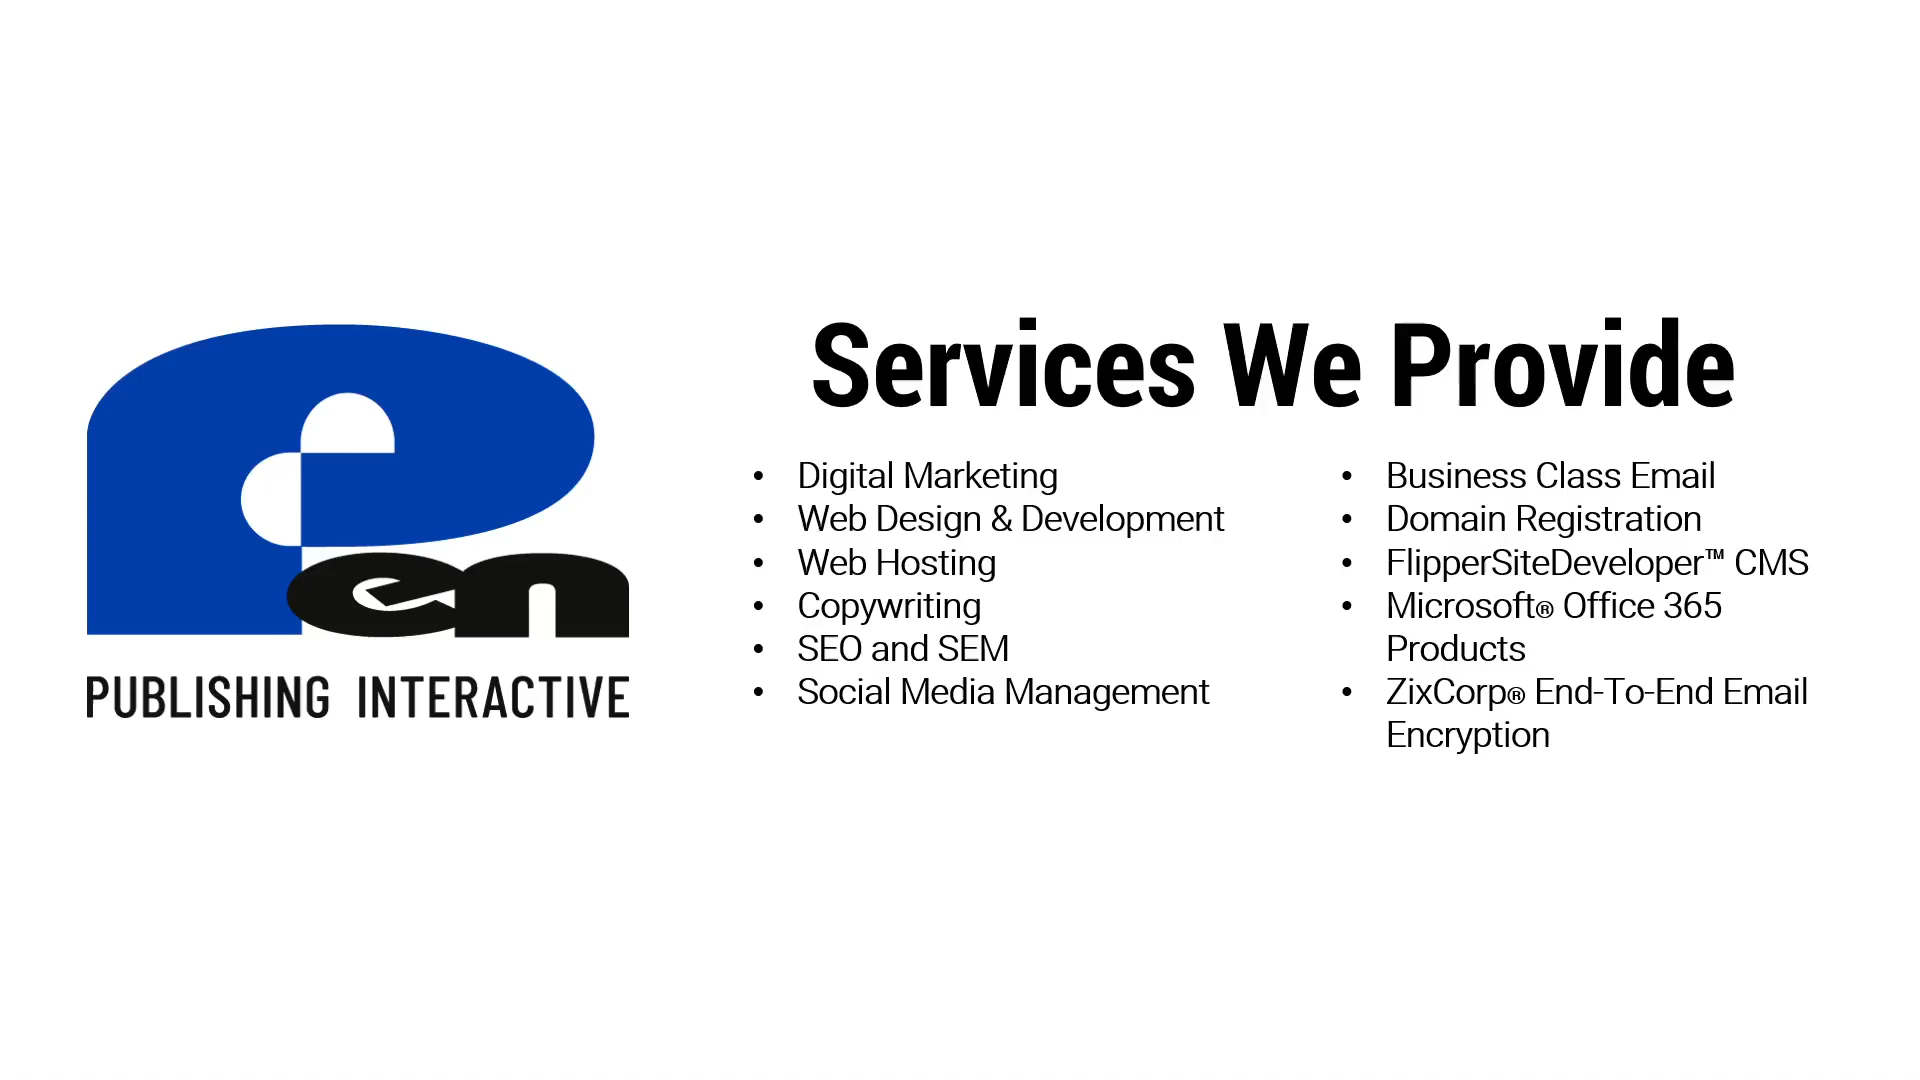 Pen
PUBLISHING INTERACTIVE
Services We Provide
• Digital Marketing
• Web Design & Development
• Web Hosting
• Copywriting
• SEO and SEM
• Social Media Management
• Business Class Email
• Domain Registration
• FlipperSiteDeveloper™ CMS
• Microsoft® Office 365
Products
• ZixCorp® End-To-End Email
Encryption